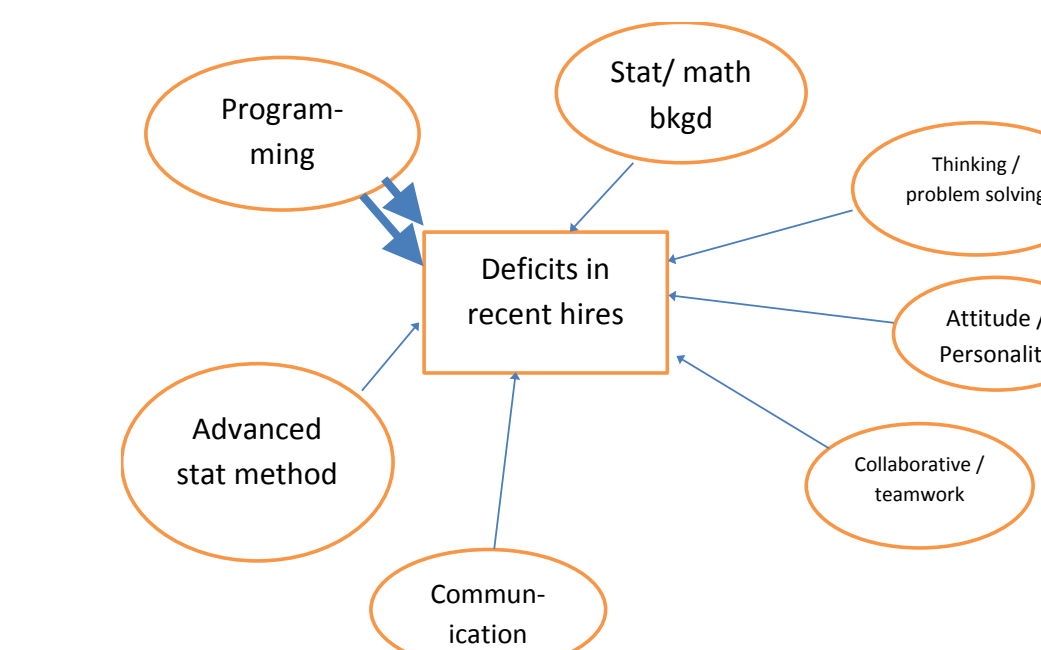 Program-
ming
Stat/ math
bkgd
Thinking /
problem solving
Deficits in
recent hires
Attitude /
Personalit
Advanced
stat method
Collaborative /
teamwork
Commun-
ication